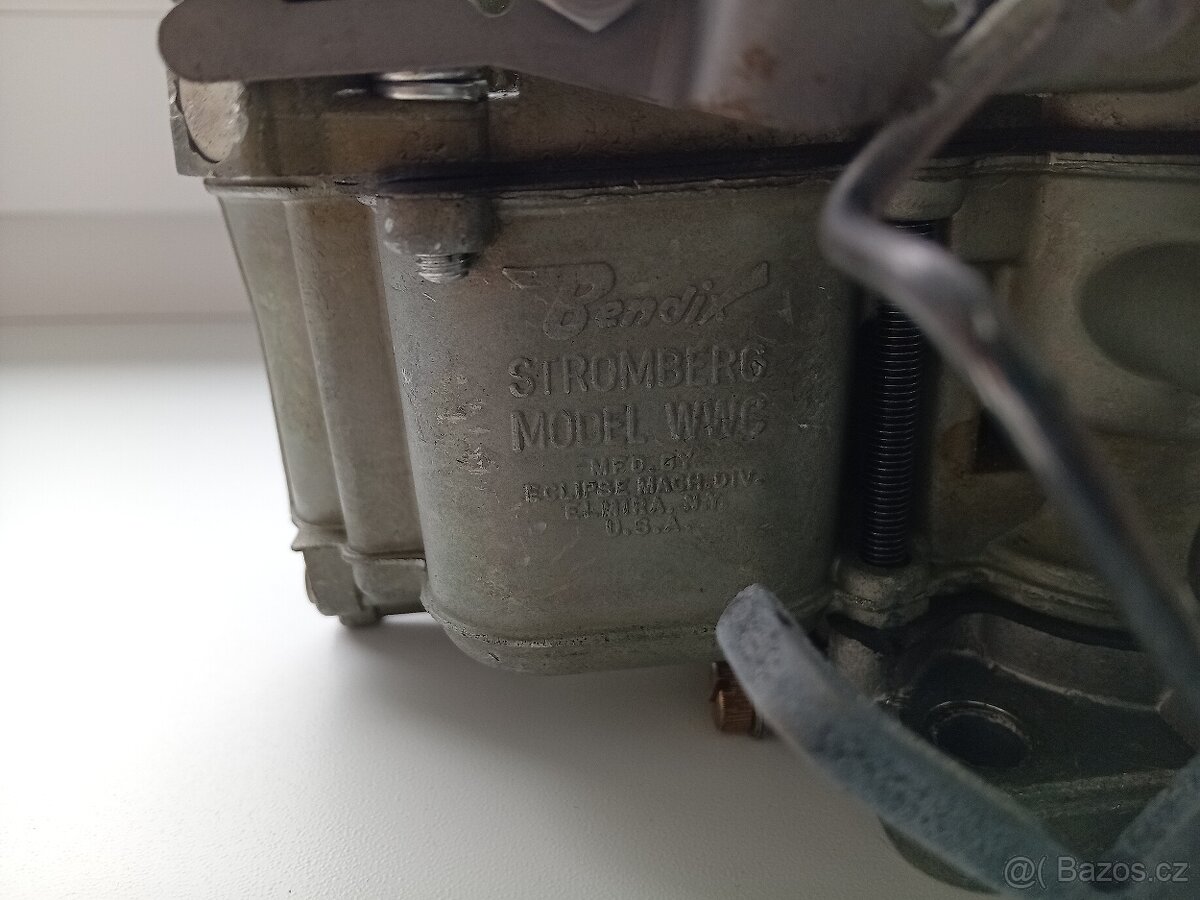 Bendix
STROMBERG
MODEL WWC
MFD. BY
ECLIPSE MACH. DIV.
ELMIRA, N.Y.
U.S.A.
@( Bazos.cz